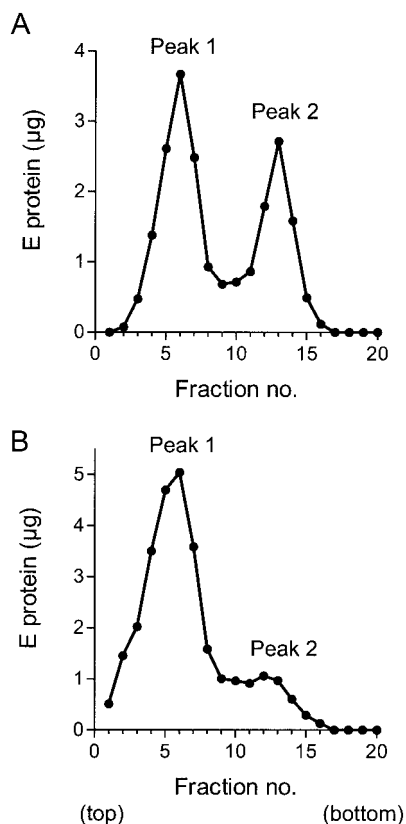 A
Peak 1
Peak 2
E protein (µg)
4
3
2
1
0
0 5 10 15 20
Fraction no.
B
Peak 1
Peak 2
E protein (µg)
5
4
3
2
1
0
0 5 10 15 20
Fraction no.
(top) (bottom)